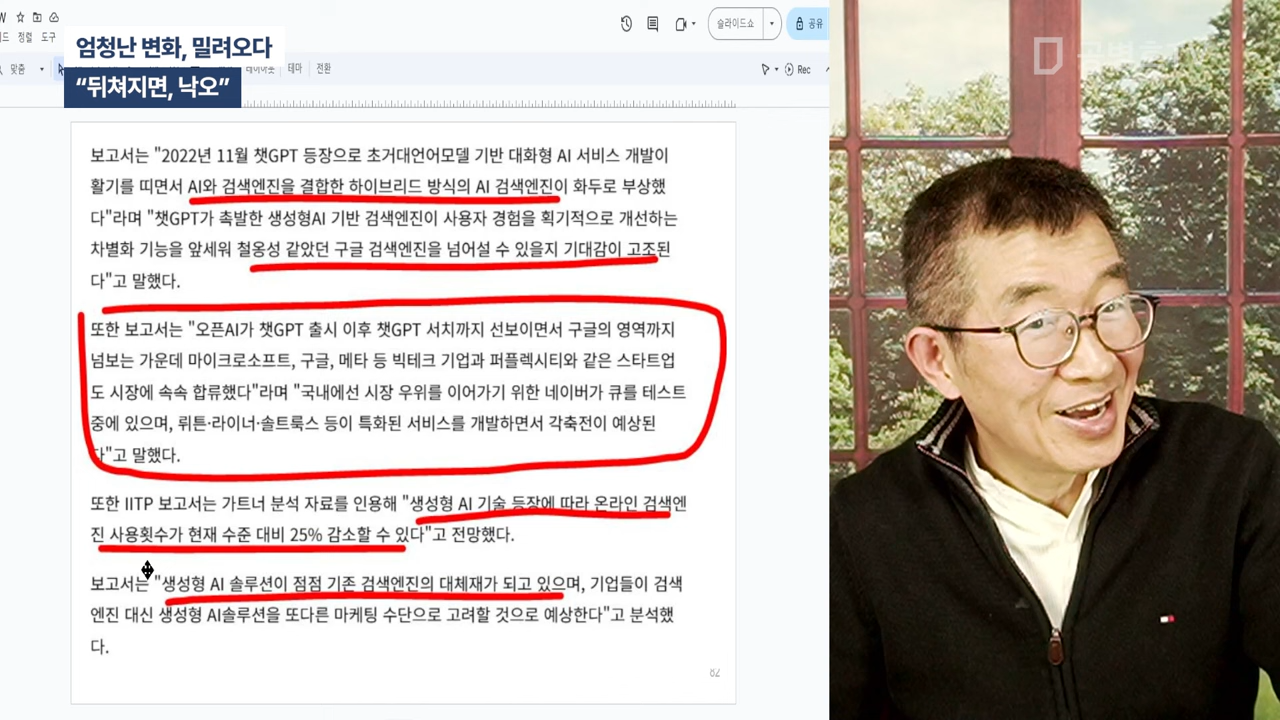 슬라이드쇼
공유
정렬 도구
엄청난 변화, 밀려오다
맞춤
테마
전환
Rec
“뒤쳐지면, 낙오”
보고서는 "2022년 11월 챗GPT 등장으로 초거대언어모델 기반 대화형 AI 서비스 개발이
활기를 띠면서 AI와 검색엔진을 결합한 하이브리드 방식의 AI 검색엔진이 화두로 부상했
다"라며 "챗GPT가 촉발한 생성형AI 기반 검색엔진이 사용자 경험을 획기적으로 개선하는
차별화 기능을 앞세워 철옹성 같았던 구글 검색엔진을 넘어설 수 있을지 기대감이 고조된
다"고 말했다.
또한 보고서는 "오픈AI가 챗GPT 출시 이후 챗GPT 서치까지 선보이면서 구글의 영역까지
넘보는 가운데 마이크로소프트, 구글, 메타 등 빅테크 기업과 퍼플렉시티와 같은 스타트업
도 시장에 속속 합류했다"라며 "국내에선 시장 우위를 이어가기 위한 네이버가 큐를 테스트
중에 있으며, 뤼튼·라이너·솔트룩스 등이 특화된 서비스를 개발하면서 각축전이 예상된
다"고 말했다.
또한 IITP 보고서는 가트너 분석 자료를 인용해 "생성형 AI 기술 등장에 따라 온라인 검색엔
진 사용횟수가 현재 수준 대비 25% 감소할 수 있다"고 전망했다.
보고서는 "생성형 AI 솔루션이 점점 기존 검색엔진의 대체재가 되고 있으며, 기업들이 검색
엔진 대신 생성형 AI솔루션을 또다른 마케팅 수단으로 고려할 것으로 예상한다"고 분석했
다.